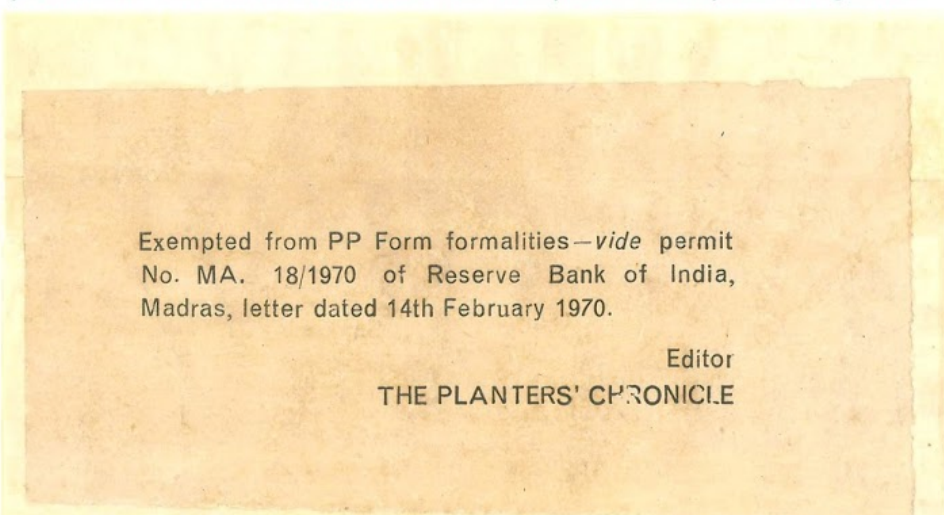 Exempted from PP Form formalities—vide permit
No. MA. 18/1970 of Reserve Bank of India,
Madras, letter dated 14th February 1970.
Editor
THE PLANTERS' CHRONICLE